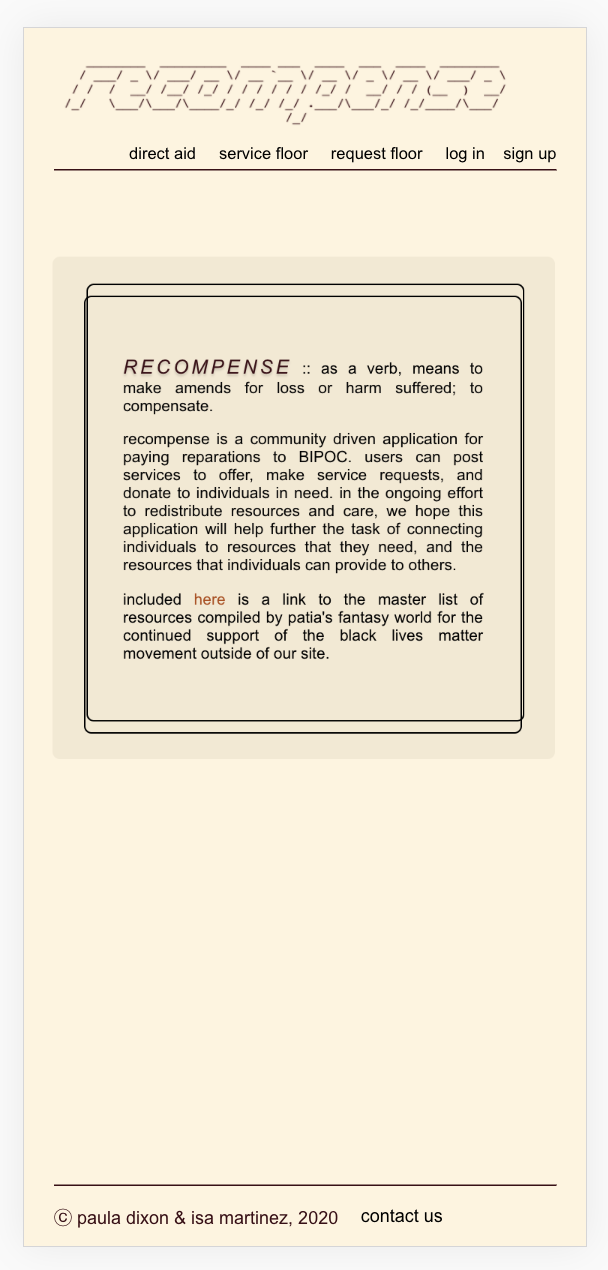 recompense
direct aid service floor request floor log in sign up
RECOMPENSE :: as a verb, means to
make amends for loss or harm suffered; to
compensate.
recompense is a community driven application for
paying reparations to BIPOC. users can post
services to offer, make service requests, and
donate to individuals in need. in the ongoing effort
to redistribute resources and care, we hope this
application will help further the task of connecting
individuals to resources that they need, and the
resources that individuals can provide to others.
included here is a link to the master list of
resources compiled by patia's fantasy world for the
continued support of the black lives matter
movement outside of our site.
ⓒ paula dixon & isa martinez, 2020 contact us